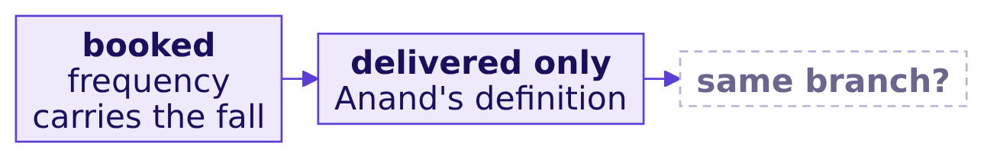 booked
frequency
carries the fall
delivered only
Anand's definition
same branch?